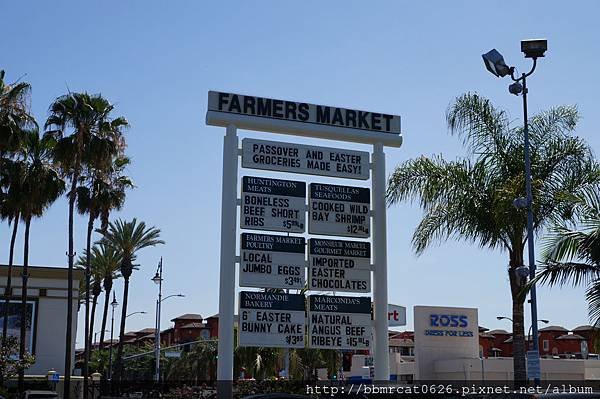 FARMERS MARKET
PASSOVER AND EASTER
GROCERIES MADE EASY!
HUNTINGTON
MEATS
BONELESS
BEEF SHORT
RIBS
TUSQUELLAS
SEAFOODS
COOKED WILD
BAY SHRIMP
FARMERS MARKET
POULTRY
LOCAL
JUMBO EGGS
MONSIEUR MARCEL
GOURMET MARKET
IMPORTED
EASTER
CHOCOLATES
NORMANDIE
BAKERY
6" EASTER
BUNNY CAKE
MARCONDA'S
MEATS
NATURAL
ANGUS BEEF
RIBEYE
ROSS
DRESS FOR LESS
http://bbmrcat0626.pixnet.net/album